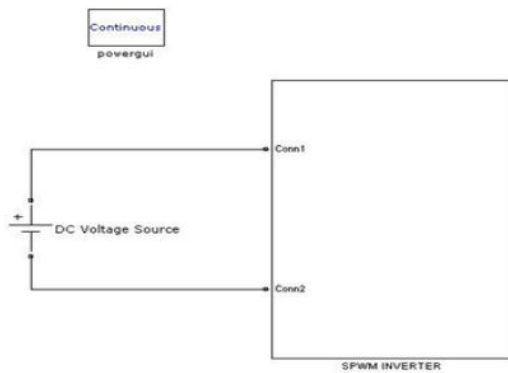 Continuous
powergui
Conn1
+
DC Voltage Source
Conn2
SPWM INVERTER